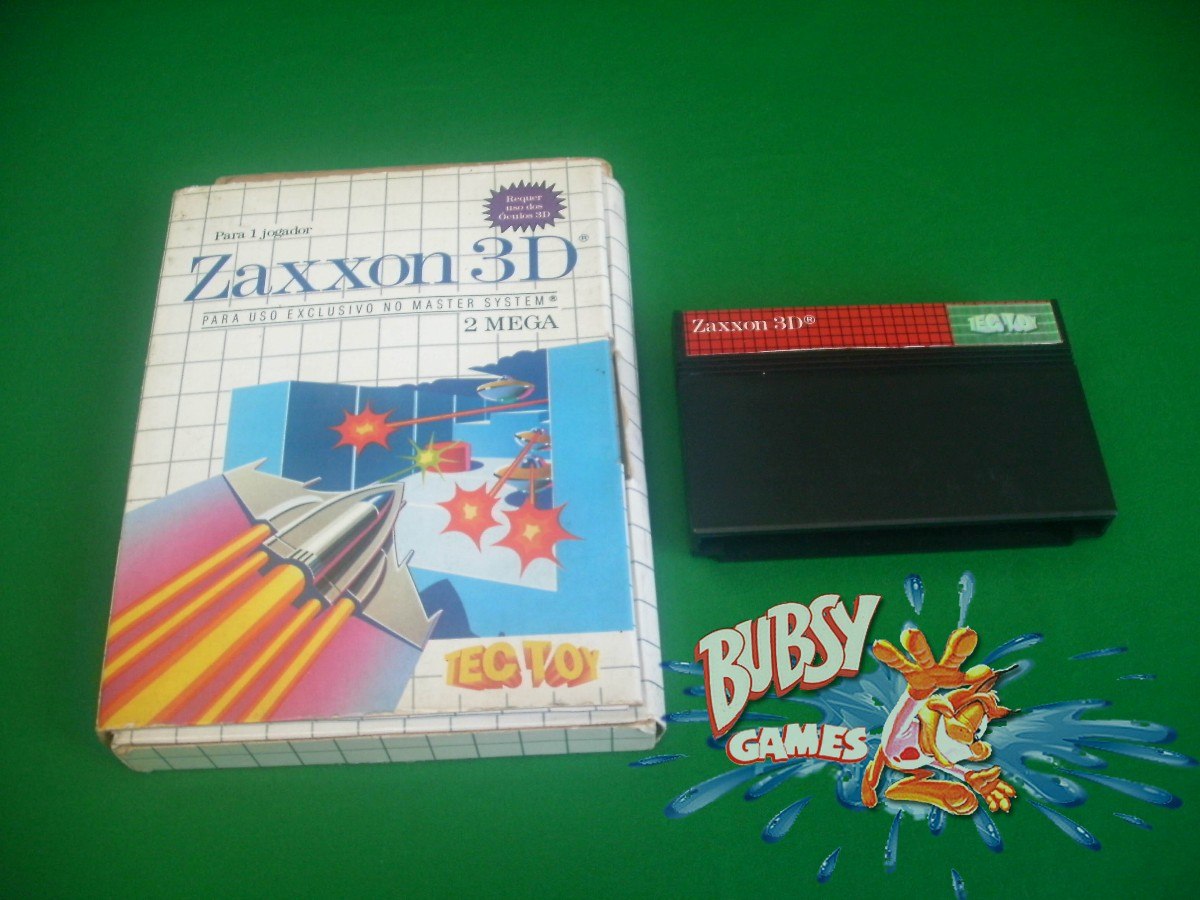 Requer
uso dos
Óculos 3D
Para 1 jogador
Zaxxon 3D®
PARA USO EXCLUSIVO NO MASTER SYSTEM®
2 MEGA
TEC TOY
Zaxxon 3D®
TEC TOY
BUBSY
GAMES